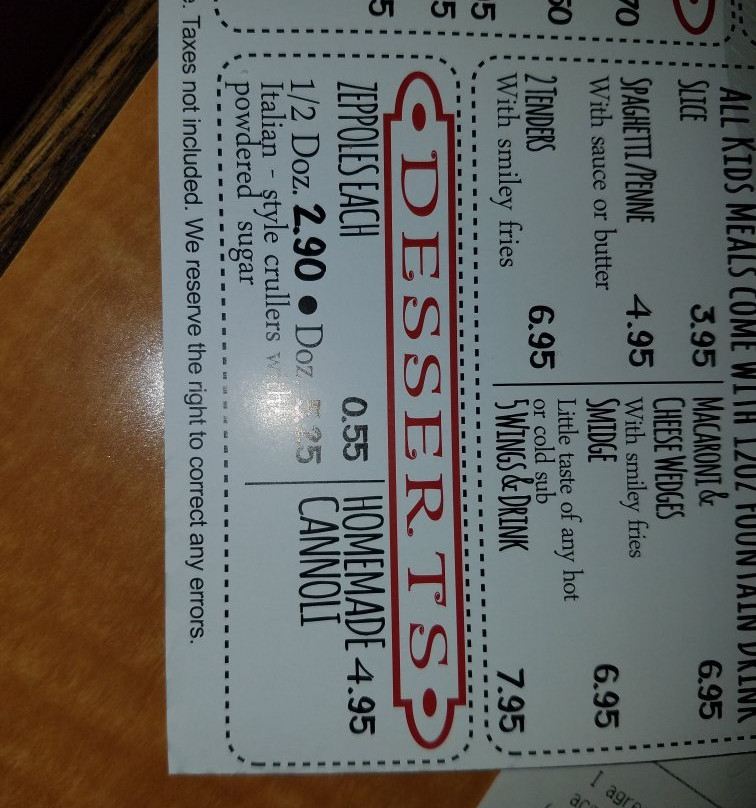 ALL KIDS MEALS COME WITH 12OZ FOUNTAIN DRINK
SLICE 3.95
SPAGHETTI/PENNE 4.95
With sauce or butter
2 TENDERS 6.95
With smiley fries
MACARONI &
CHEESE WEDGES 6.95
With smiley fries
SMIDGE 6.95
Little taste of any hot
or cold sub
5 WINGS & DRINK 7.95
DESSERTS
ZEPPOLES EACH 0.55
1/2 Doz. 2.90 ● Doz.
Italian - style crullers
powdered sugar
HOMEMADE 4.95
CANNOLI
Taxes not included. We reserve the right to correct any errors.
I agre